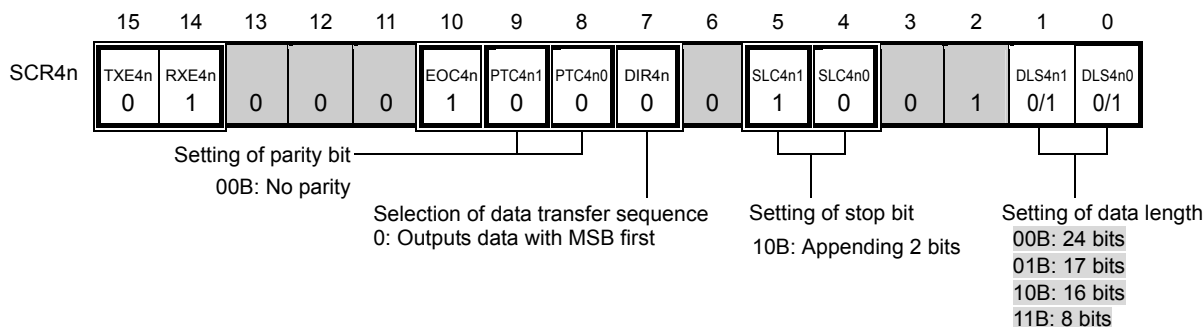 15 14 13 12 11 10 9 8 7 6 5 4 3 2 1 0
SCR4n TXE4n RXE4n EOC4n PTC4n1 PTC4n0 DIR4n SLC4n1 SLC4n0 DLS4n1 DLS4n0
0 1 0 0 0 1 0 0 0 0 1 0 0 1 0/1 0/1
Setting of parity bit
00B: No parity
Selection of data transfer sequence
0: Outputs data with MSB first
Setting of stop bit
10B: Appending 2 bits
Setting of data length
00B: 24 bits
01B: 17 bits
10B: 16 bits
11B: 8 bits